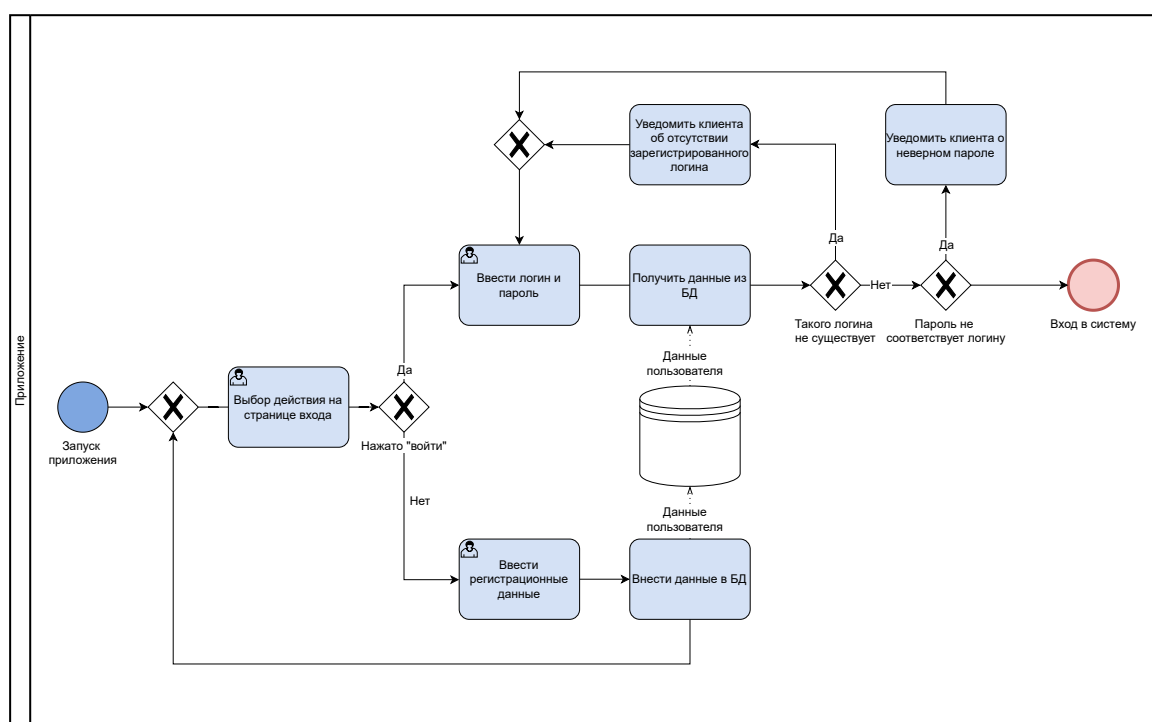 Приложение
Уведомить клиента
об отсутствии
зарегистрированного
логина
Уведомить клиента о
неверном пароле
Да
Да
Ввести логин и
пароль
Получить данные из
БД
Нет
Такого логина
не существует
Пароль не
соответствует логину
Вход в систему
Данные
пользователя
Да
Выбор действия на
странице входа
Запуск
приложения
Нажато "войти"
Нет
Данные
пользователя
Ввести
регистрационные
данные
Внести данные в БД